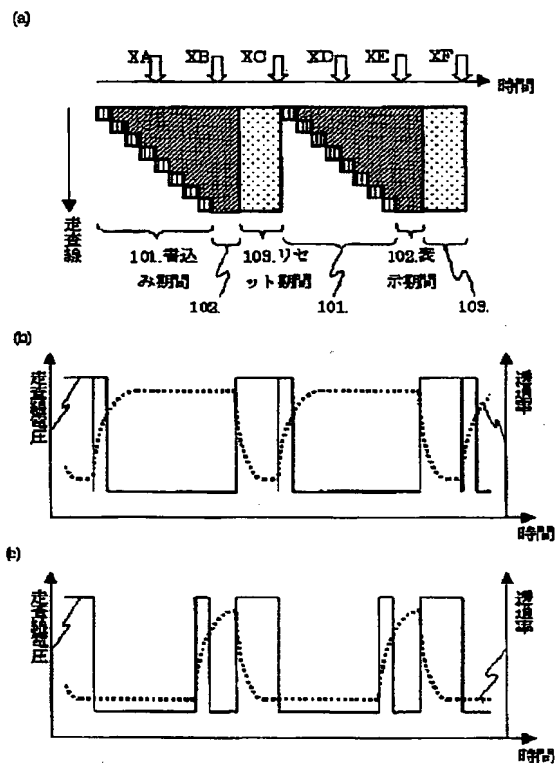 (a)
XA XB XC XD XE XF
時間
走査線
101.書込 103.リセ 102.表
み期間 ット期間 示期間
102. 101. 103.
(b)
走査線電圧
透過率
時間
(c)
走査線電圧
透過率
時間